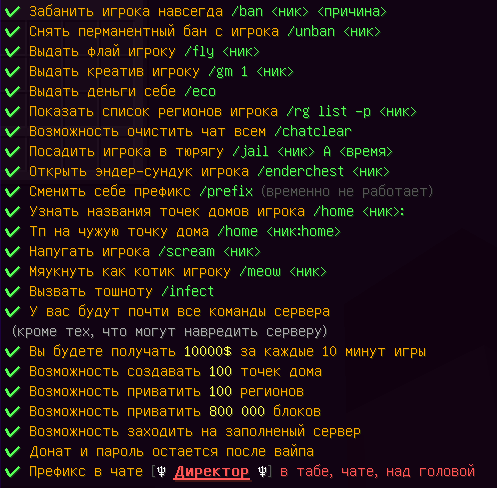 ✔ Забанить игрока навсегда /ban <ник> <причина>
✔ Снять перманентный бан с игрока /unban <ник>
✔ Выдать флай игроку /fly <ник>
✔ Выдать креатив игроку /gm 1 <ник>
✔ Выдать деньги себе /eco
✔ Показать список регионов игрока /rg list -p <ник>
✔ Возможность очистить чат всем /chatclear
✔ Посадить игрока в тюрягу /jail <ник> A <время>
✔ Открыть эндер-сундук игрока /enderchest <ник>
✔ Сменить себе префикс /prefix (временно не работает)
✔ Узнать названия точек домов игрока /home <ник>:
✔ Тп на чужую точку дома /home <ник:home>
✔ Напугать игрока /scream <ник>
✔ Мяукнуть как котик игроку /meow <ник>
✔ Вызвать тошноту /infect
✔ У вас будут почти все команды сервера
(кроме тех, что могут навредить серверу)
✔ Вы будете получать 10000$ за каждые 10 минут игры
✔ Возможность создавать 100 точек дома
✔ Возможность приватить 100 регионов
✔ Возможность приватить 800 000 блоков
✔ Возможность заходить на заполненый сервер
✔ Донат и пароль остается после вайпа
✔ Префикс в чате [Ψ Директор Ψ] в табе, чате, над головой